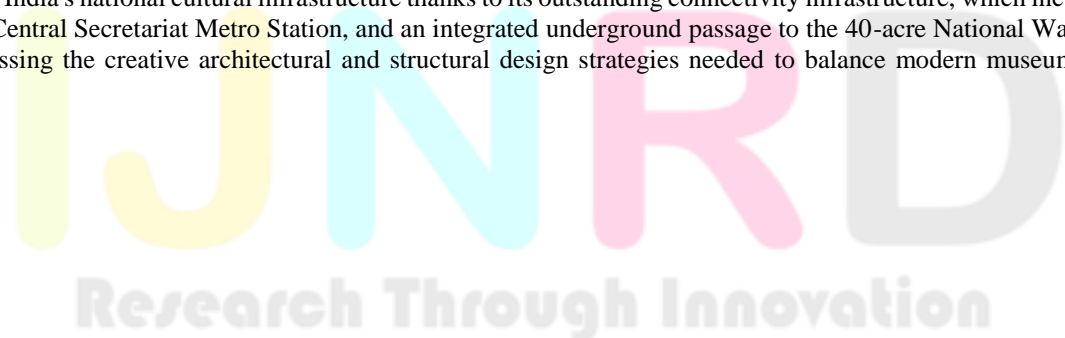 India's national cultural infrastructure thanks to its outstanding connectivity infrastructure, which
Central Secretariat Metro Station, and an integrated underground passage to the 40-acre National
ssing the creative architectural and structural design strategies needed to balance modern museum
IJNRD
Research Through Innovation